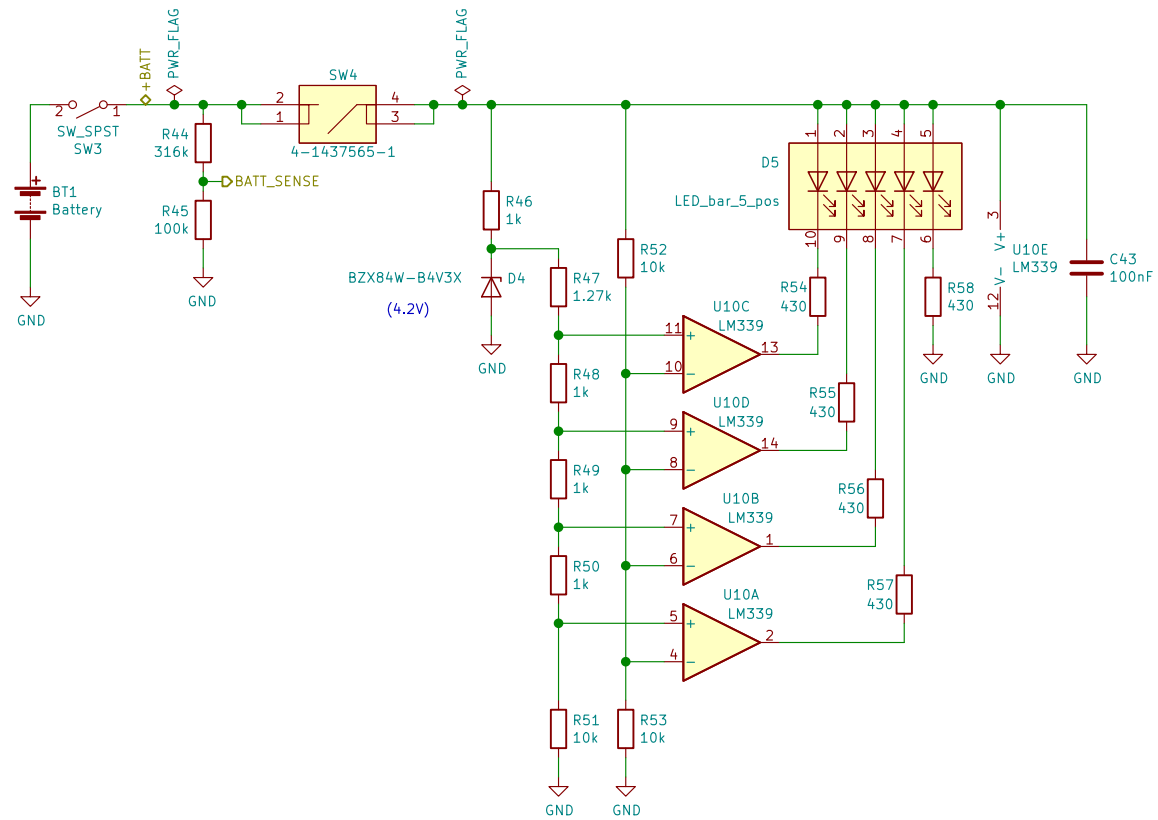 +BATT
PWR_FLAG
PWR_FLAG
SW4
2
1
4
3
2
1
SW_SPST
SW3
R44
316k
BATT_SENSE
BT1
Battery
R45
100k
GND
GND
R46
1k
BZX84W-B4V3X
D4
(4.2V)
GND
4-1437565-1
R47
1.27k
R48
1k
R49
1k
R50
1k
R51
10k
GND
R52
10k
R53
10k
GND
U10C
LM339
11
+
10
-
13
U10D
LM339
9
+
8
-
14
U10B
LM339
7
+
6
-
1
U10A
LM339
5
+
4
-
2
D5
LED_bar_5_pos
1
2
3
4
5
10
9
8
7
6
R54
430
R55
430
R56
430
R57
430
R58
430
GND
3
V+
U10E
LM339
V-
12
GND
C43
100nF
GND